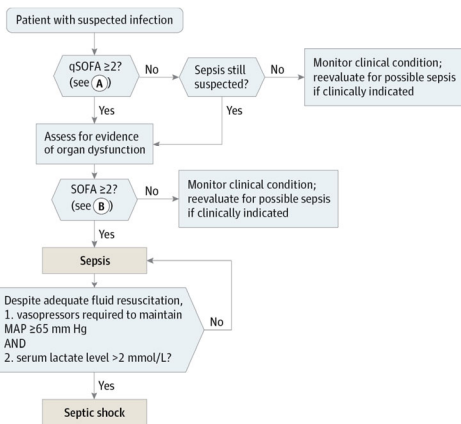 Patient with suspected infection
qSOFA ≥2?
(see A)
No
Sepsis still
suspected?
No
Monitor clinical condition;
reevaluate for possible sepsis
if clinically indicated
Yes
Yes
Assess for evidence
of organ dysfunction
SOFA ≥2?
(see B)
No
Monitor clinical condition;
reevaluate for possible sepsis
if clinically indicated
Yes
Sepsis
Despite adequate fluid resuscitation,
1. vasopressors required to maintain
MAP ≥65 mm Hg
AND
2. serum lactate level >2 mmol/L?
No
Yes
Septic shock